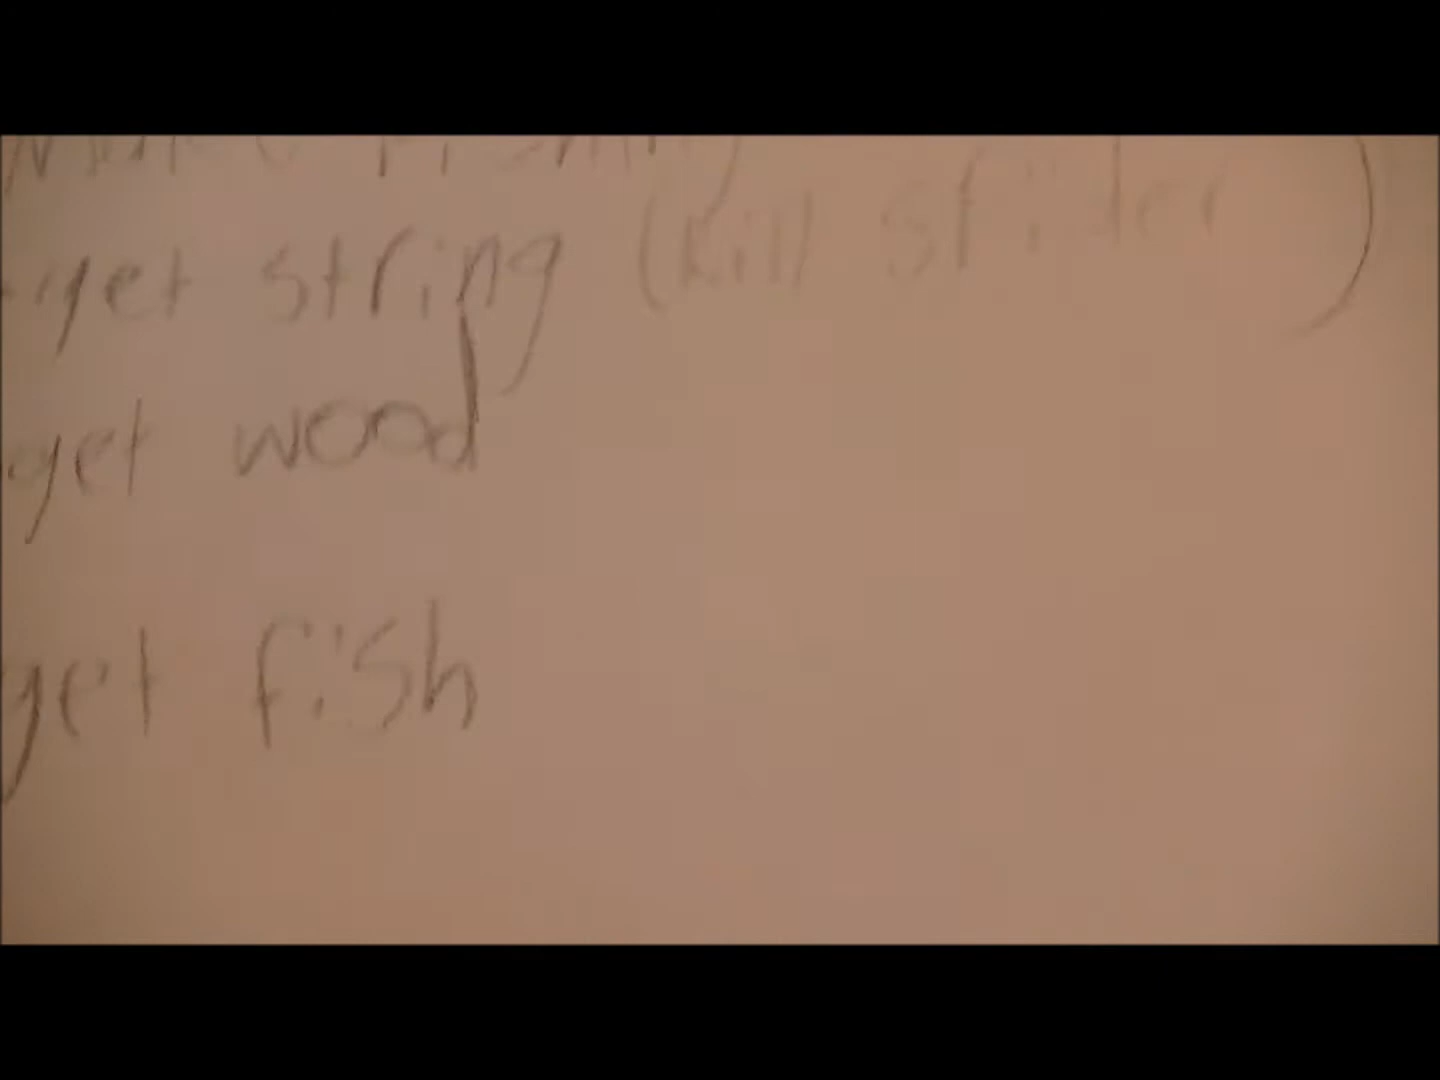 - get string (kill spider)
get wood
get fish